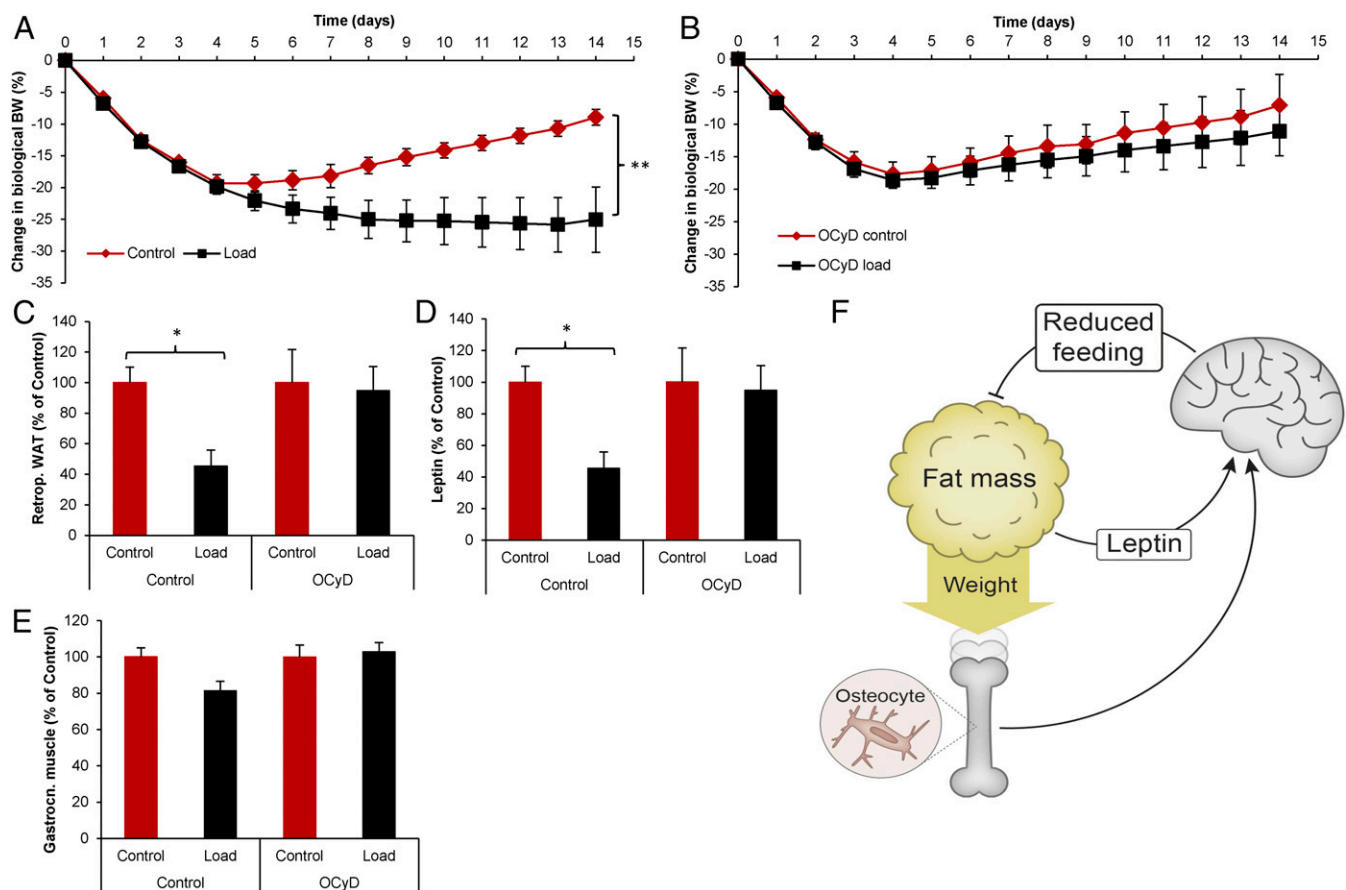 A
Time (days)
0 1 2 3 4 5 6 7 8 9 10 11 12 13 14 15
Change in biological BW (%)
0
-5
-10
-15
-20
-25
-30
-35
**
Control Load
B
Time (days)
0 1 2 3 4 5 6 7 8 9 10 11 12 13 14 15
Change in biological BW (%)
0
-5
-10
-15
-20
-25
-30
-35
OCyD control
OCyD load
C
Retrop. WAT (% of Control)
140
120
100
80
60
40
20
0
*
Control Load Control Load
Control OCyD
D
Leptin (% of Control)
140
120
100
80
60
40
20
0
*
Control Load Control Load
Control OCyD
E
Gastrocn. muscle (% of Control)
120
100
80
60
40
20
0
Control Load Control Load
Control OCyD
F
Reduced
feeding
Fat mass
Leptin
Weight
Osteocyte